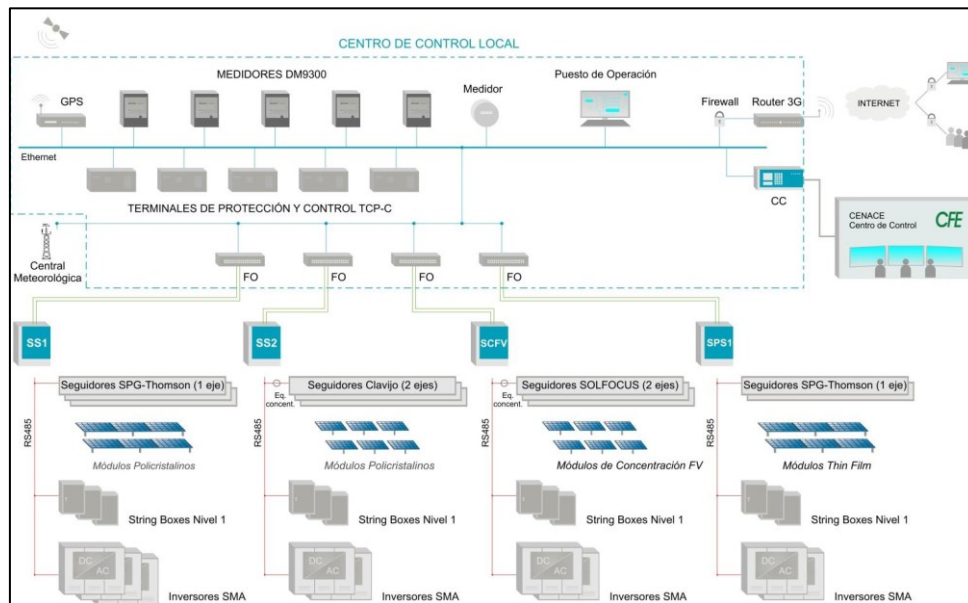 CENTRO DE CONTROL LOCAL
MEDIDORES DM9300
Puesto de Operación
GPS
Medidor
Firewall
Router 3G
INTERNET
Ethernet
CC
TERMINALES DE PROTECCIÓN Y CONTROL TCP-C
CENACE
Centro de Control
CFE
Central
Meteorológica
FO
FO
FO
FO
SS1
SS2
SCFV
SPS1
Seguidores SPG-Thomson (1 eje)
Seguidores Clavijo (2 ejes)
Seguidores SOLFOCUS (2 ejes)
Seguidores SPG-Thomson (1 eje)
Eq.
concent.
Eq.
concent.
RS485
RS485
RS485
RS485
Módulos Policristalinos
Módulos Policristalinos
Módulos de Concentración FV
Módulos Thin Film
String Boxes Nivel 1
String Boxes Nivel 1
String Boxes Nivel 1
String Boxes Nivel 1
DC
AC
DC
AC
DC
AC
DC
AC
Inversores SMA
Inversores SMA
Inversores SMA
Inversores SMA